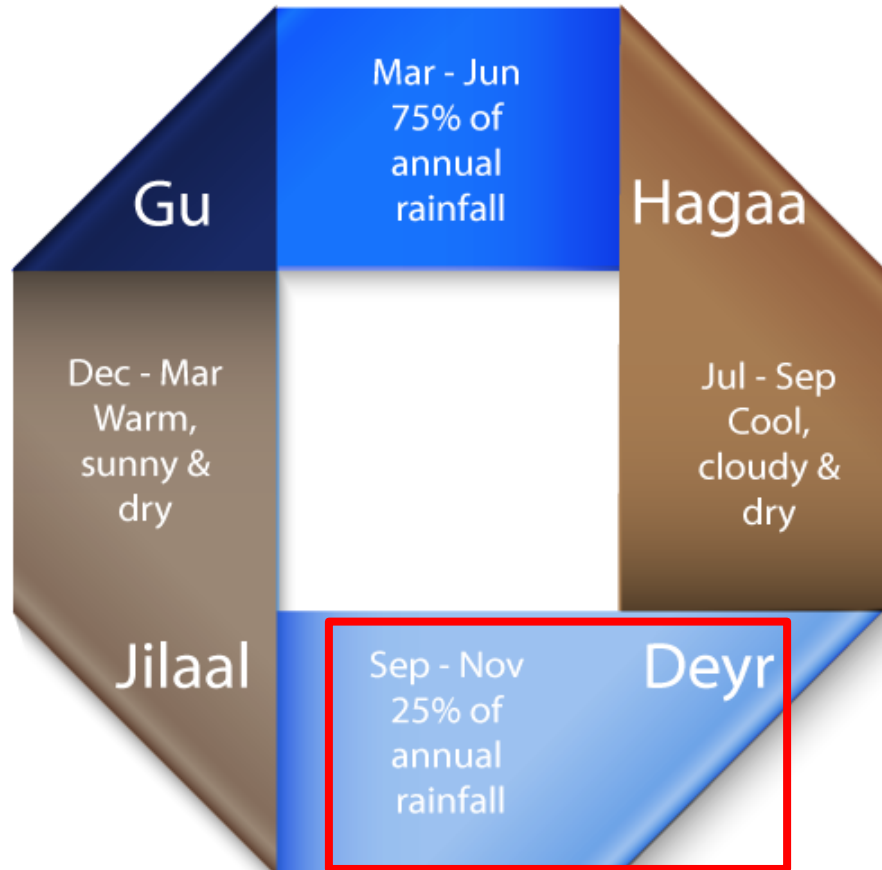 Gu
Mar - Jun
75% of
annual
rainfall
Hagaa
Jul - Sep
Cool,
cloudy &
dry
Deyr
Sep - Nov
25% of
annual
rainfall
Jilaal
Dec - Mar
Warm,
sunny &
dry